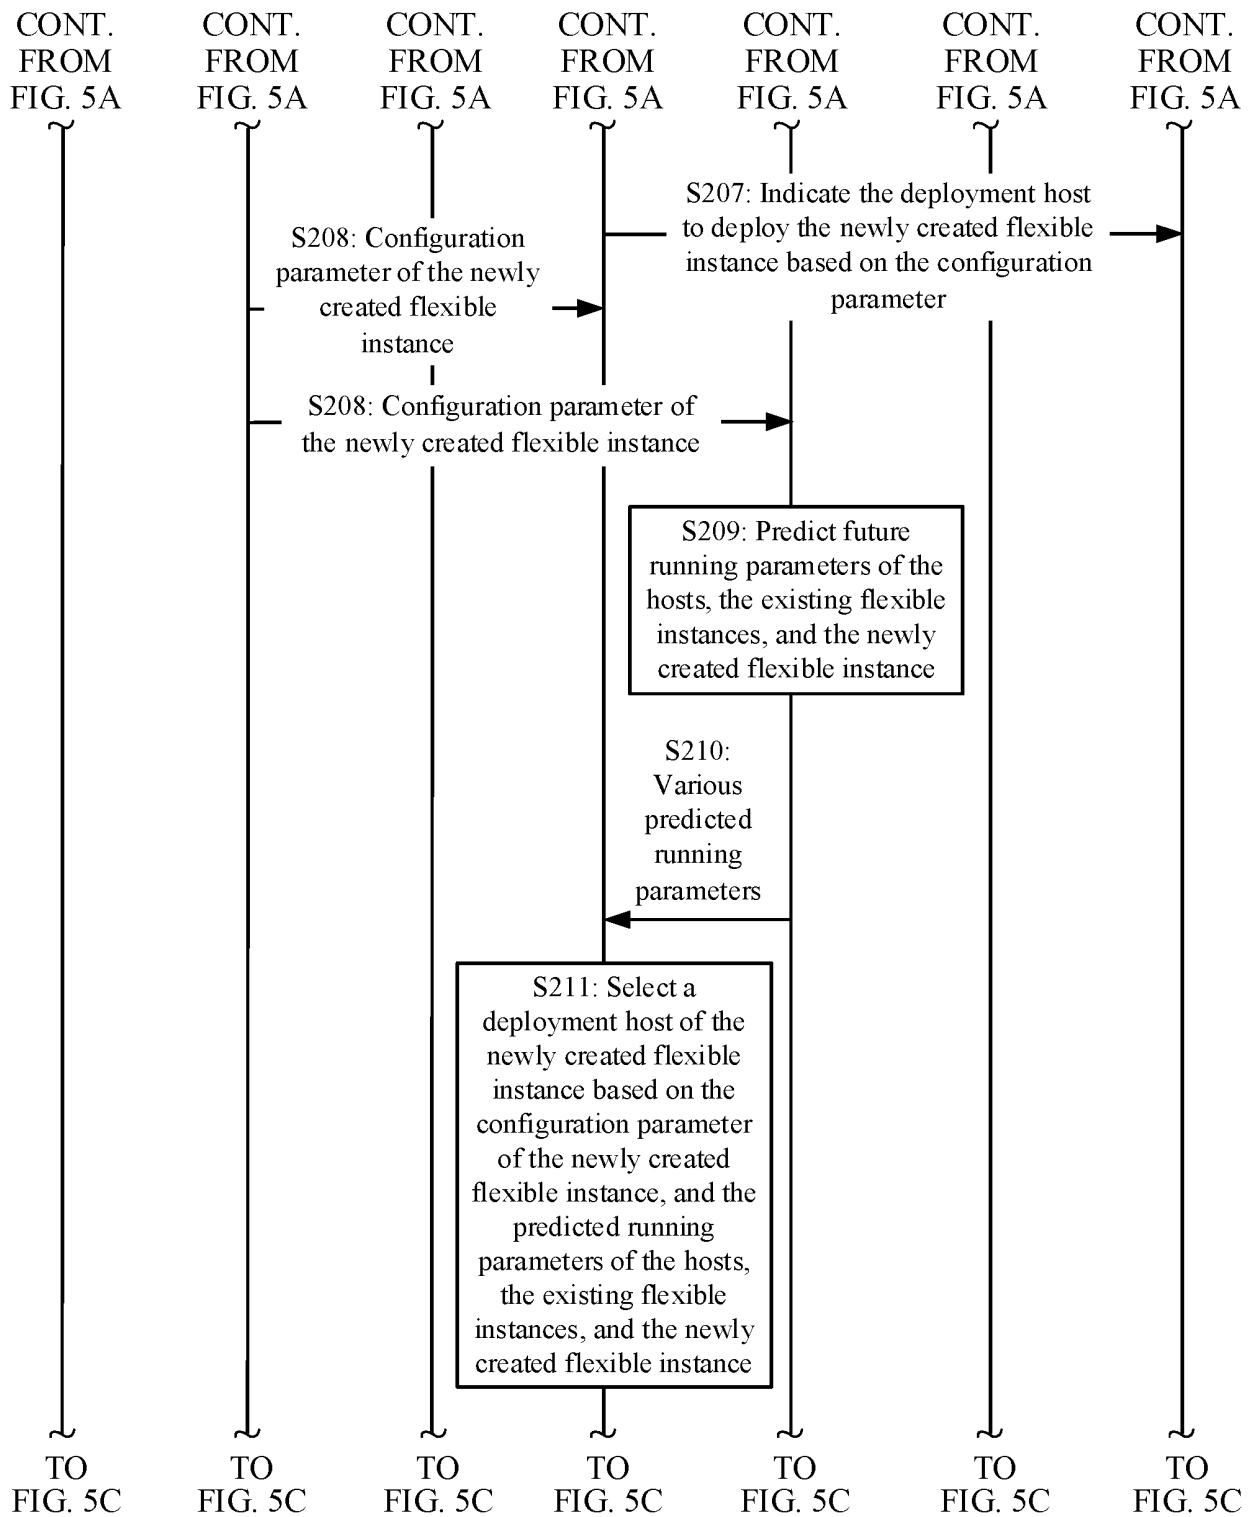 CONT.
FROM
FIG. 5A
CONT.
FROM
FIG. 5A
CONT.
FROM
FIG. 5A
CONT.
FROM
FIG. 5A
CONT.
FROM
FIG. 5A
CONT.
FROM
FIG. 5A
CONT.
FROM
FIG. 5A
S207: Indicate the deployment host
to deploy the newly created flexible
instance based on the configuration
parameter
S208: Configuration
parameter of the newly
created flexible
instance
S208: Configuration parameter of
the newly created flexible instance
S209: Predict future
running parameters of the
hosts, the existing flexible
instances, and the newly
created flexible instance
S210:
Various
predicted
running
parameters
S211: Select a
deployment host of the
newly created flexible
instance based on the
configuration parameter
of the newly created
flexible instance, and the
predicted running
parameters of the hosts,
the existing flexible
instances, and the newly
created flexible instance
TO
FIG. 5C
TO
FIG. 5C
TO
FIG. 5C
TO
FIG. 5C
TO
FIG. 5C
TO
FIG. 5C
TO
FIG. 5C